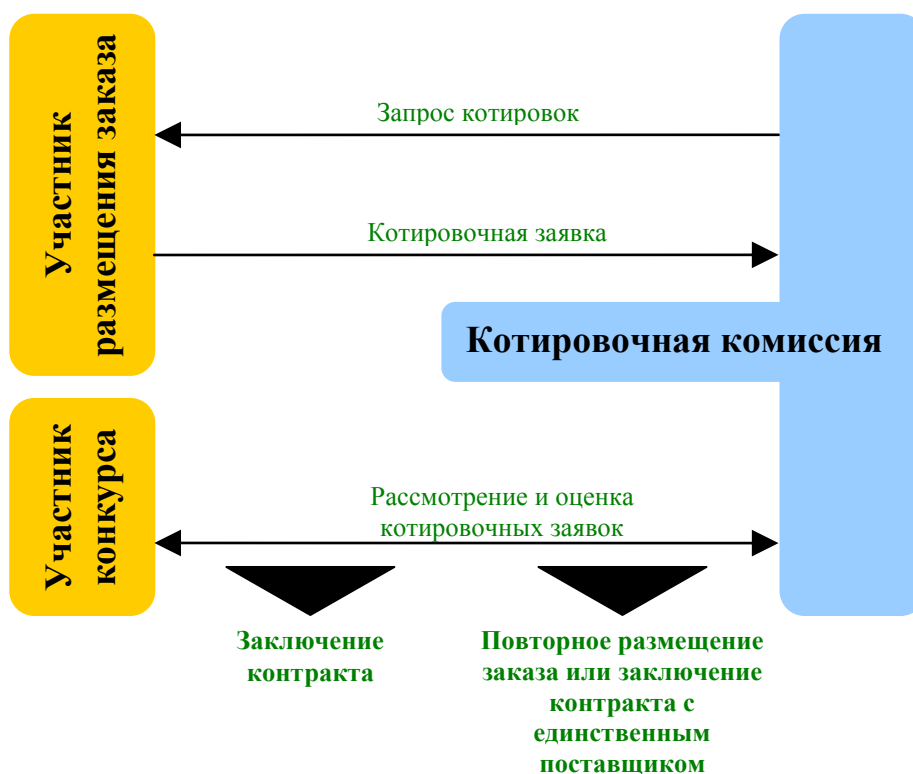 Участник
размещения заказа
Запрос котировок
Котировочная заявка
Котировочная комиссия
Участник
конкурса
Рассмотрение и оценка
котировочных заявок
Заключение
контракта
Повторное размещение
заказа или заключение
контракта с
единственным
поставщиком